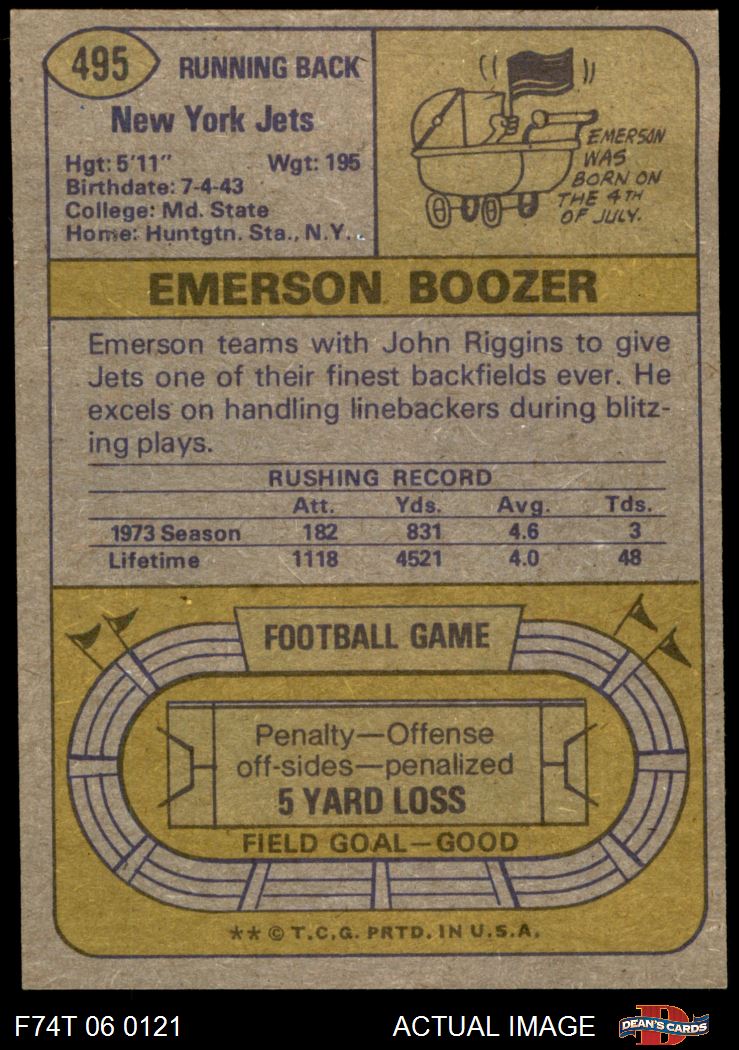 495
RUNNING BACK
New York Jets
Hgt: 5'11" Wgt: 195
Birthdate: 7-4-43
College: Md. State
Home: Huntgtn. Sta., N.Y.
EMERSON
WAS
BORN ON
THE 4TH
OF JULY.
EMERSON BOOZER
Emerson teams with John Riggins to give
Jets one of their finest backfields ever. He
excels on handling linebackers during blitz-
ing plays.
RUSHING RECORD
Att. Yds. Avg. Tds.
1973 Season 182 831 4.6 3
Lifetime 1118 4521 4.0 48
FOOTBALL GAME
Penalty—Offense
off-sides—penalized
5 YARD LOSS
FIELD GOAL—GOOD
** © T.C.G. PRTD. IN U.S.A.
F74T 06 0121 ACTUAL IMAGE
D
DEAN'S CARDS